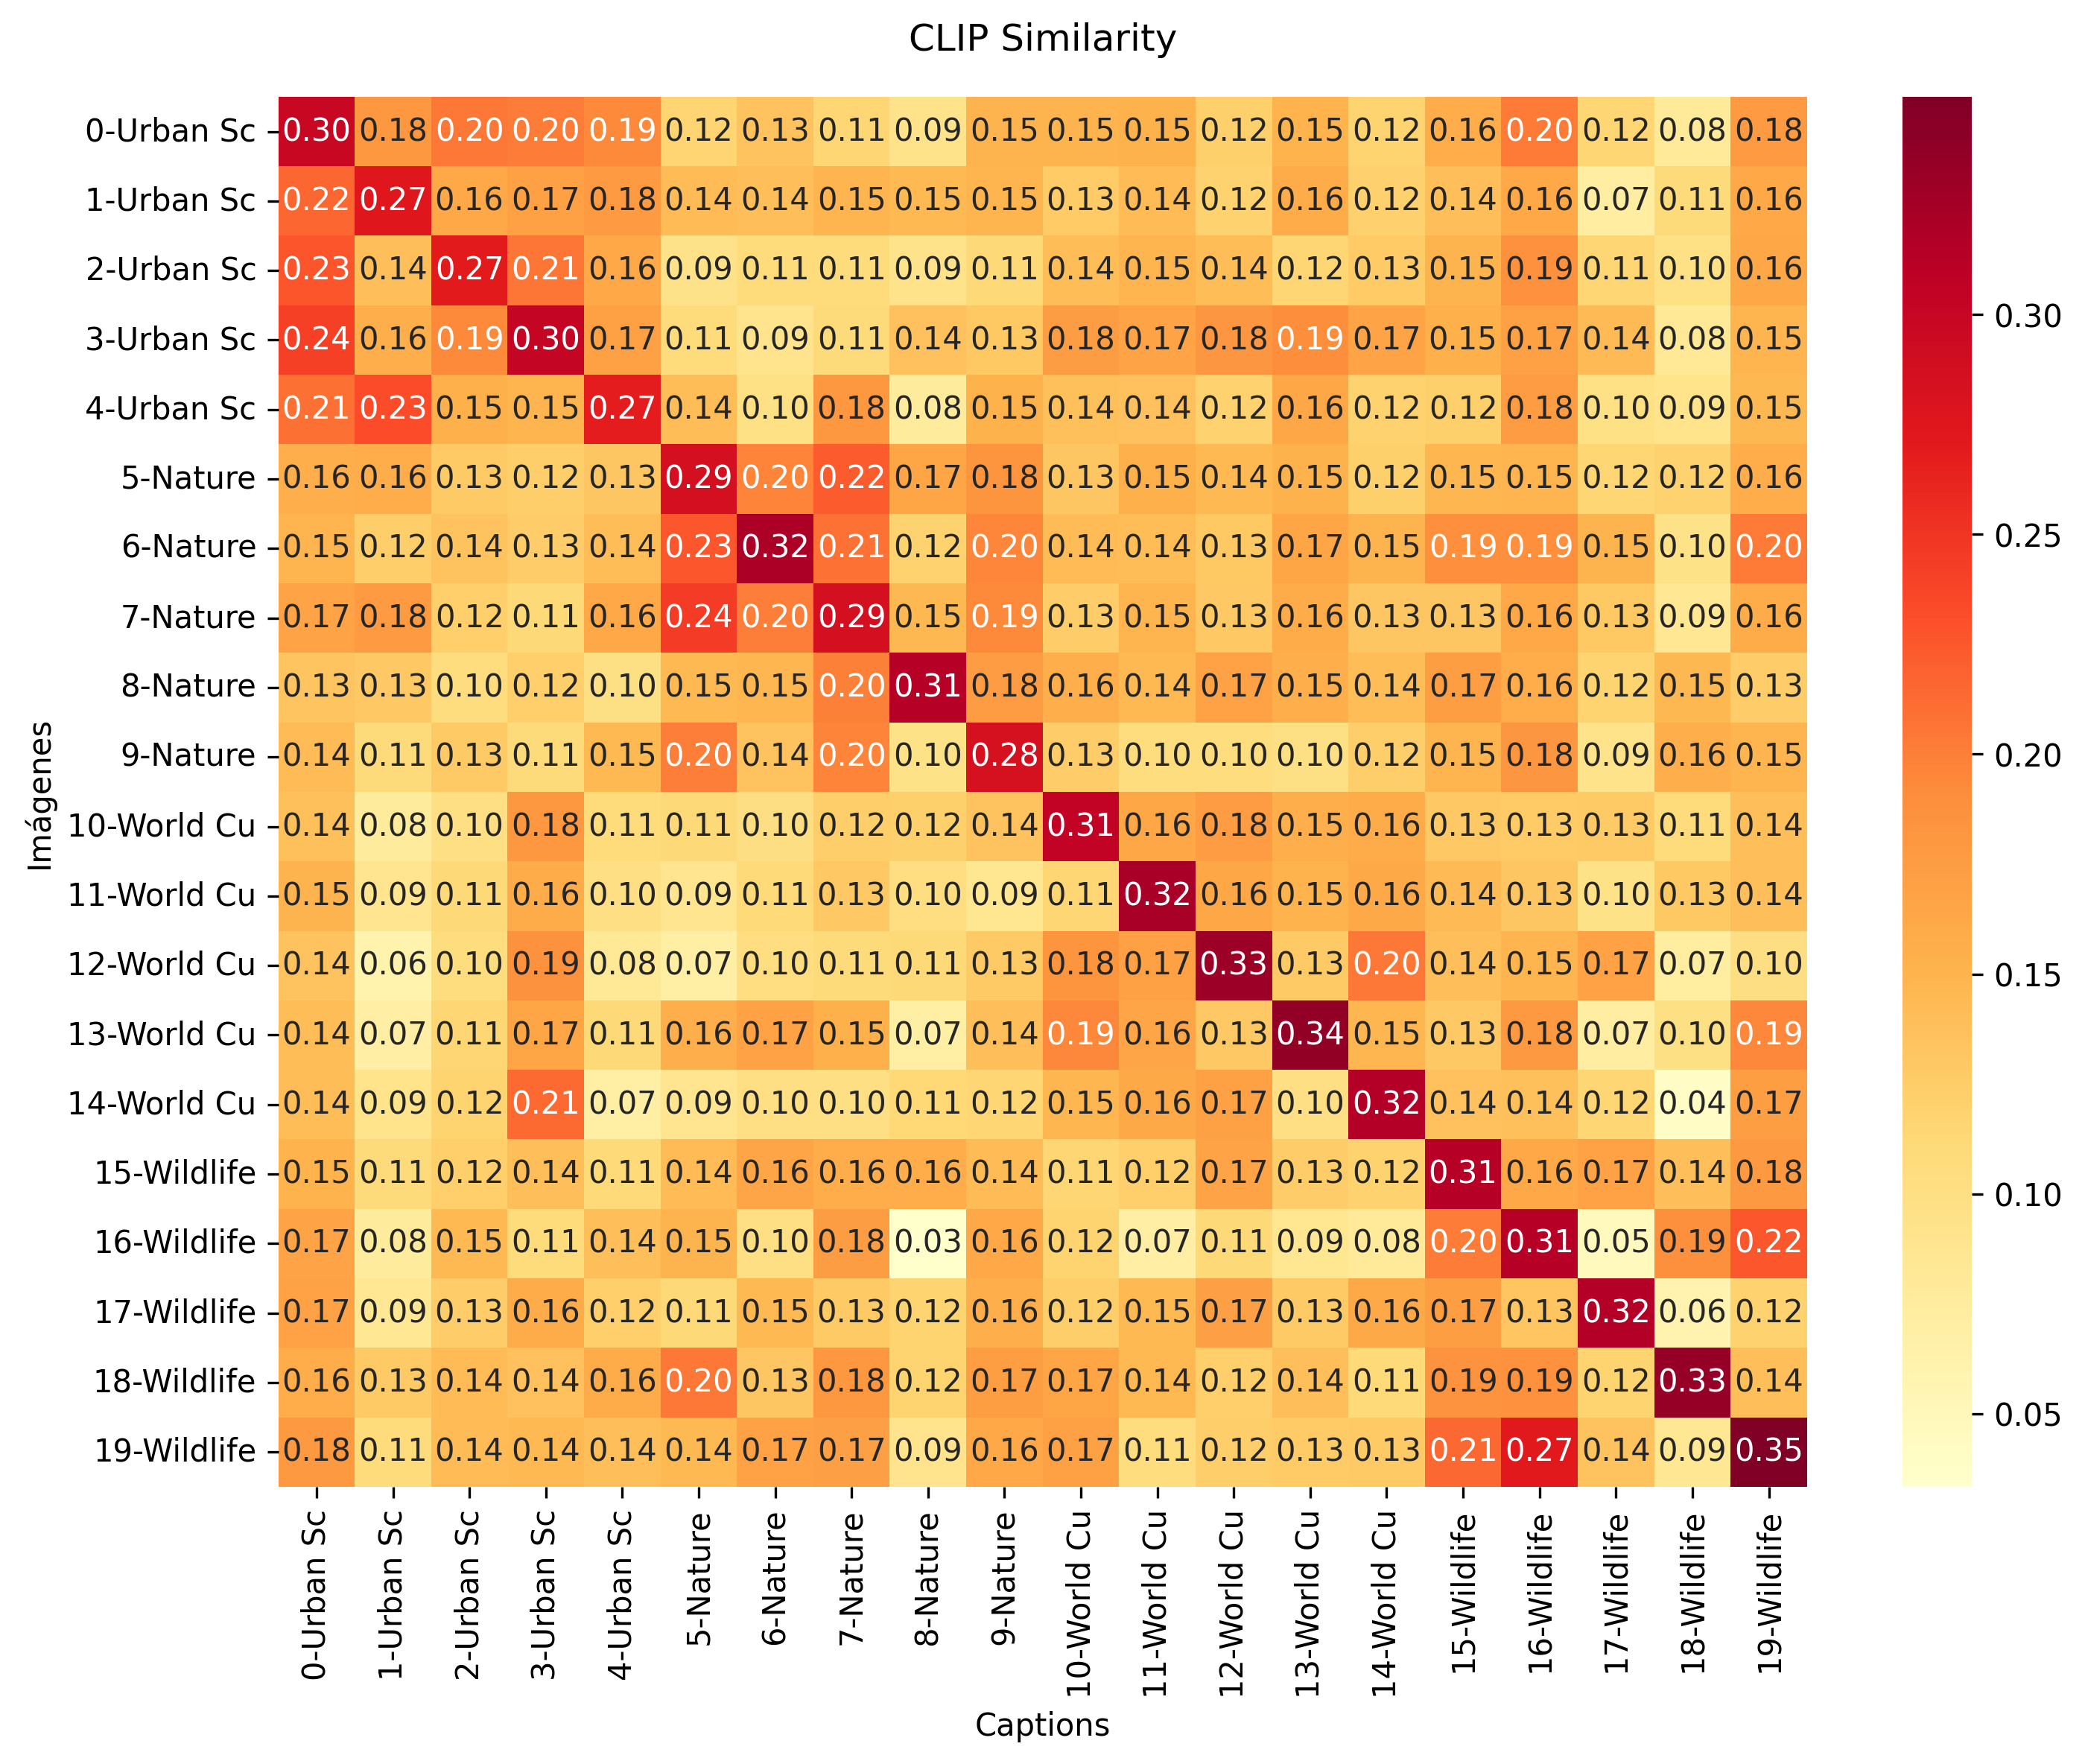 CLIP Similarity
0-Urban Sc 0.30 0.18 0.20 0.20 0.19 0.12 0.13 0.11 0.09 0.15 0.15 0.15 0.12 0.15 0.12 0.16 0.20 0.12 0.08 0.18
1-Urban Sc 0.22 0.27 0.16 0.17 0.18 0.14 0.14 0.15 0.15 0.15 0.13 0.14 0.12 0.16 0.12 0.14 0.16 0.07 0.11 0.16
2-Urban Sc 0.23 0.14 0.27 0.21 0.16 0.09 0.11 0.11 0.09 0.11 0.14 0.15 0.14 0.12 0.13 0.15 0.19 0.11 0.10 0.16
3-Urban Sc 0.24 0.16 0.19 0.30 0.17 0.11 0.09 0.11 0.14 0.13 0.18 0.17 0.18 0.19 0.17 0.15 0.17 0.14 0.08 0.15
4-Urban Sc 0.21 0.23 0.15 0.15 0.27 0.14 0.10 0.18 0.08 0.15 0.14 0.14 0.12 0.16 0.12 0.12 0.18 0.10 0.09 0.15
5-Nature 0.16 0.16 0.13 0.12 0.13 0.29 0.20 0.22 0.17 0.18 0.13 0.15 0.14 0.15 0.12 0.15 0.15 0.12 0.12 0.16
6-Nature 0.15 0.12 0.14 0.13 0.14 0.23 0.32 0.21 0.12 0.20 0.14 0.14 0.13 0.17 0.15 0.19 0.19 0.15 0.10 0.20
7-Nature 0.17 0.18 0.12 0.11 0.16 0.24 0.20 0.29 0.15 0.19 0.13 0.15 0.13 0.16 0.13 0.13 0.16 0.13 0.09 0.16
8-Nature 0.13 0.13 0.10 0.12 0.10 0.15 0.15 0.20 0.31 0.18 0.16 0.14 0.17 0.15 0.14 0.17 0.16 0.12 0.15 0.13
9-Nature 0.14 0.11 0.13 0.11 0.15 0.20 0.14 0.20 0.10 0.28 0.13 0.10 0.10 0.10 0.12 0.15 0.18 0.09 0.16 0.15
10-World Cu 0.14 0.08 0.10 0.18 0.11 0.11 0.10 0.12 0.12 0.14 0.31 0.16 0.18 0.15 0.16 0.13 0.13 0.13 0.11 0.14
11-World Cu 0.15 0.09 0.11 0.16 0.10 0.09 0.11 0.13 0.10 0.09 0.11 0.32 0.16 0.15 0.16 0.14 0.13 0.10 0.13 0.14
12-World Cu 0.14 0.06 0.10 0.19 0.08 0.07 0.10 0.11 0.11 0.13 0.18 0.17 0.33 0.13 0.20 0.14 0.15 0.17 0.07 0.10
13-World Cu 0.14 0.07 0.11 0.17 0.11 0.16 0.17 0.15 0.07 0.14 0.19 0.16 0.13 0.34 0.15 0.13 0.18 0.07 0.10 0.19
14-World Cu 0.14 0.09 0.12 0.21 0.07 0.09 0.10 0.10 0.11 0.12 0.15 0.16 0.17 0.10 0.32 0.14 0.14 0.12 0.04 0.17
15-Wildlife 0.15 0.11 0.12 0.14 0.11 0.14 0.16 0.16 0.16 0.14 0.11 0.12 0.17 0.13 0.12 0.31 0.16 0.17 0.14 0.18
16-Wildlife 0.17 0.08 0.15 0.11 0.14 0.15 0.10 0.18 0.03 0.16 0.12 0.07 0.11 0.09 0.08 0.20 0.31 0.05 0.19 0.22
17-Wildlife 0.17 0.09 0.13 0.16 0.12 0.11 0.15 0.13 0.12 0.16 0.12 0.15 0.17 0.13 0.16 0.17 0.13 0.32 0.06 0.12
18-Wildlife 0.16 0.13 0.14 0.14 0.16 0.20 0.13 0.18 0.12 0.17 0.17 0.14 0.12 0.14 0.11 0.19 0.19 0.12 0.33 0.14
19-Wildlife 0.18 0.11 0.14 0.14 0.14 0.14 0.17 0.17 0.09 0.16 0.17 0.11 0.12 0.13 0.13 0.21 0.27 0.14 0.09 0.35
Imágenes
0-Urban Sc
1-Urban Sc
2-Urban Sc
3-Urban Sc
4-Urban Sc
5-Nature
6-Nature
7-Nature
8-Nature
9-Nature
10-World Cu
11-World Cu
12-World Cu
13-World Cu
14-World Cu
15-Wildlife
16-Wildlife
17-Wildlife
18-Wildlife
19-Wildlife
Captions
0.30
0.25
0.20
0.15
0.10
0.05